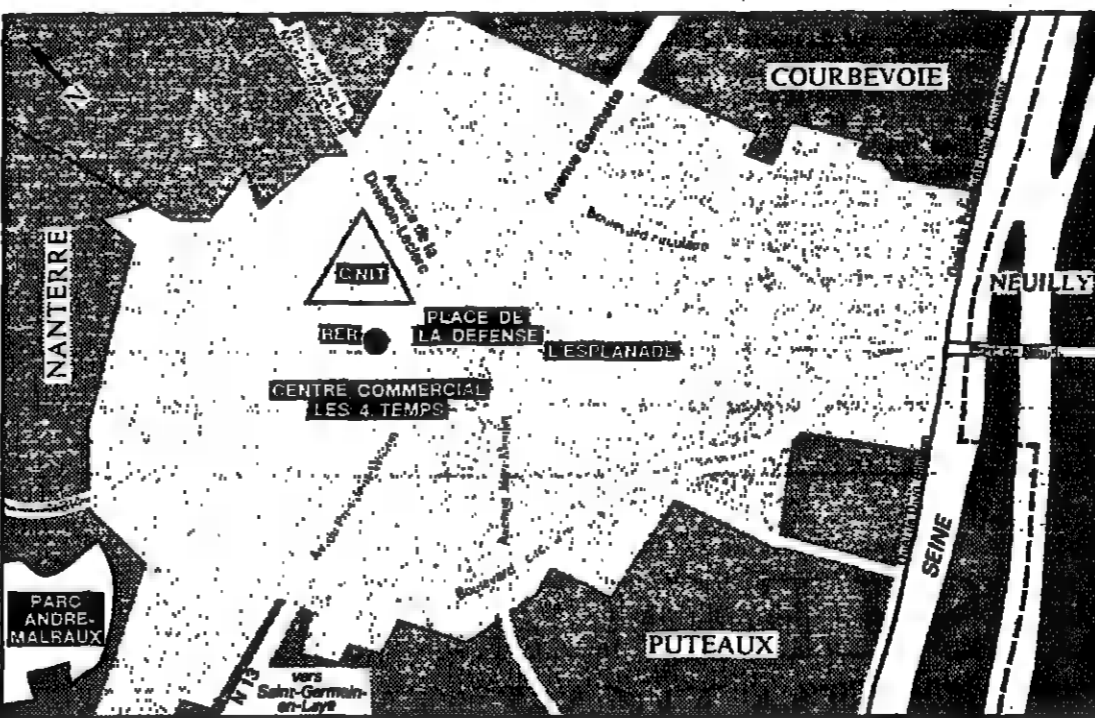 N
COURBEVOIE
Avenue Gambetta
Avenue de la
Division-Leclerc
Boulevard circulaire
NANTERRE
CNIT
NEUILLY
PLACE DE
LA DEFENSE
RER
L'ESPLANADE
CENTRE COMMERCIAL
LES 4 TEMPS
Boulevard
SEINE
PARC
ANDRE-
MALRAUX
PUTEAUX
N 13
vers
Saint-Germain-
en-Laye